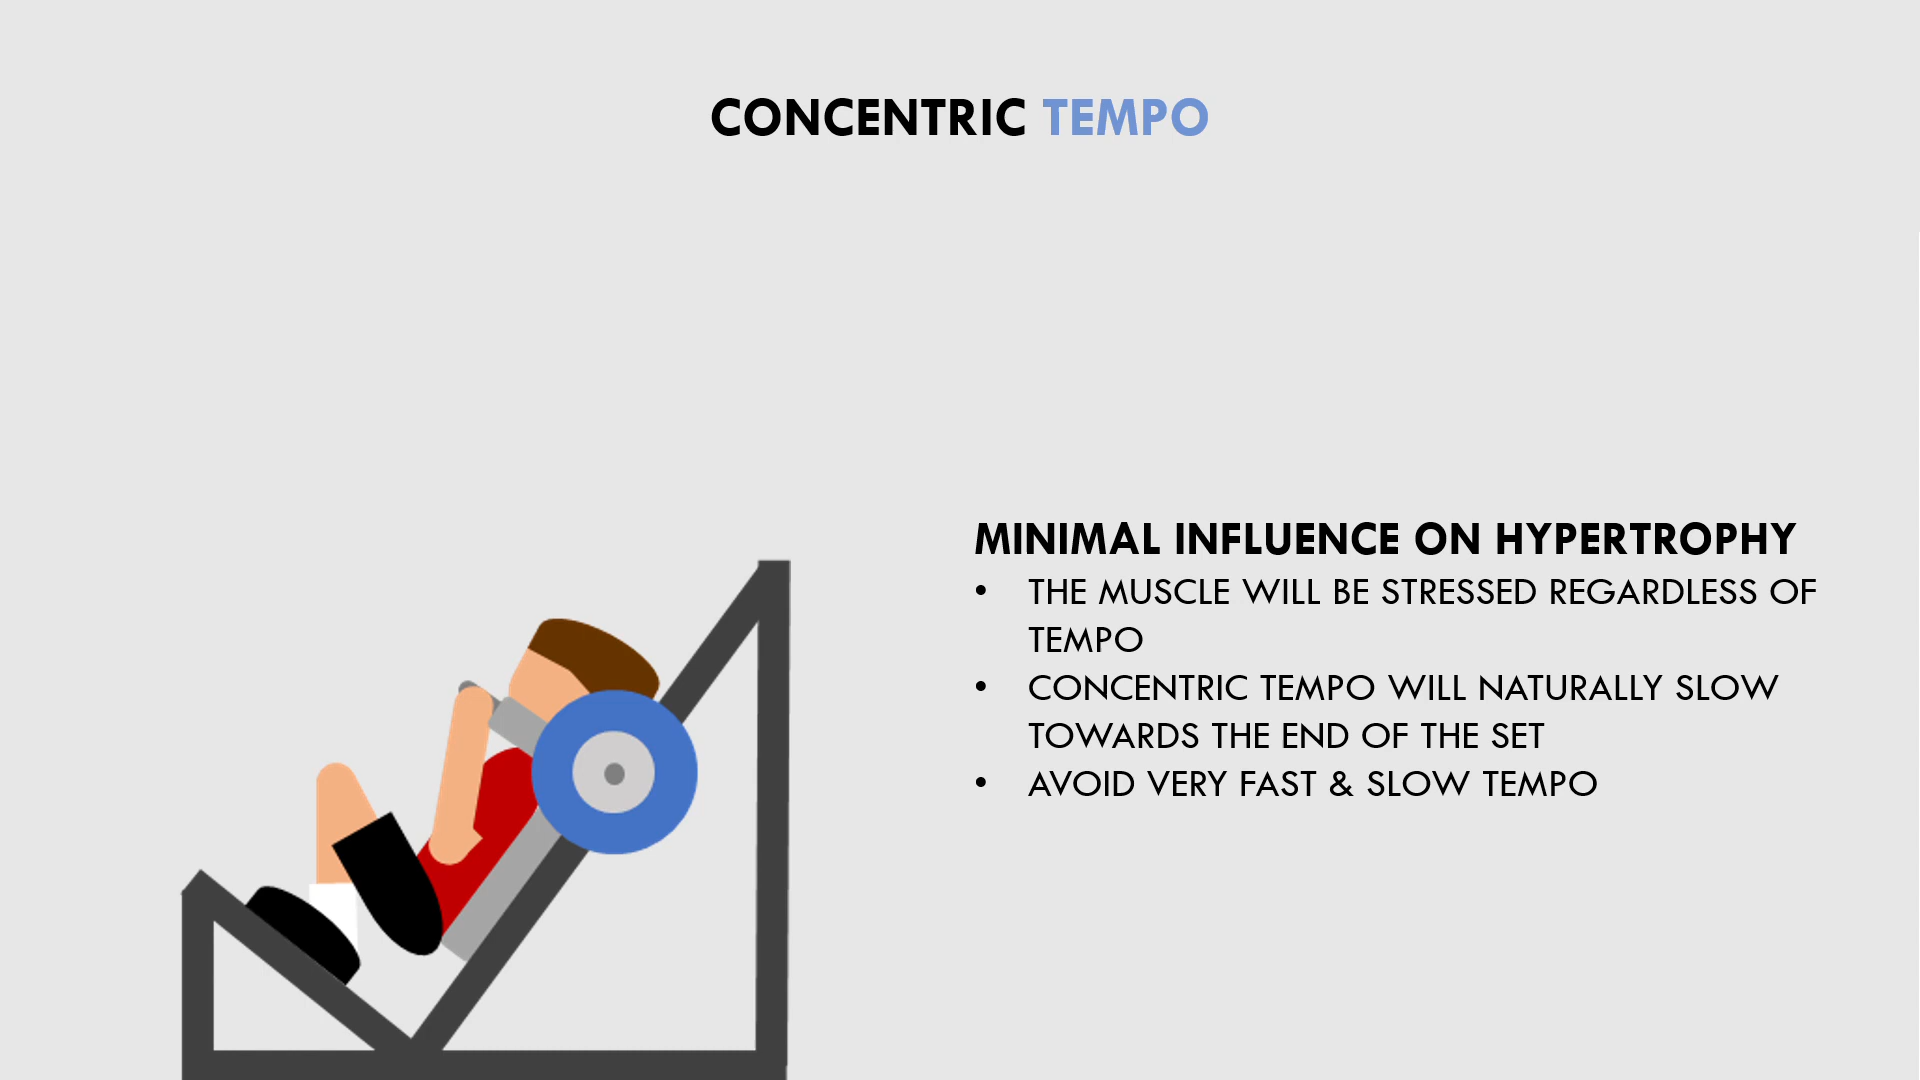 CONCENTRIC TEMPO
MINIMAL INFLUENCE ON HYPERTROPHY
• THE MUSCLE WILL BE STRESSED REGARDLESS OF
TEMPO
• CONCENTRIC TEMPO WILL NATURALLY SLOW
TOWARDS THE END OF THE SET
• AVOID VERY FAST & SLOW TEMPO